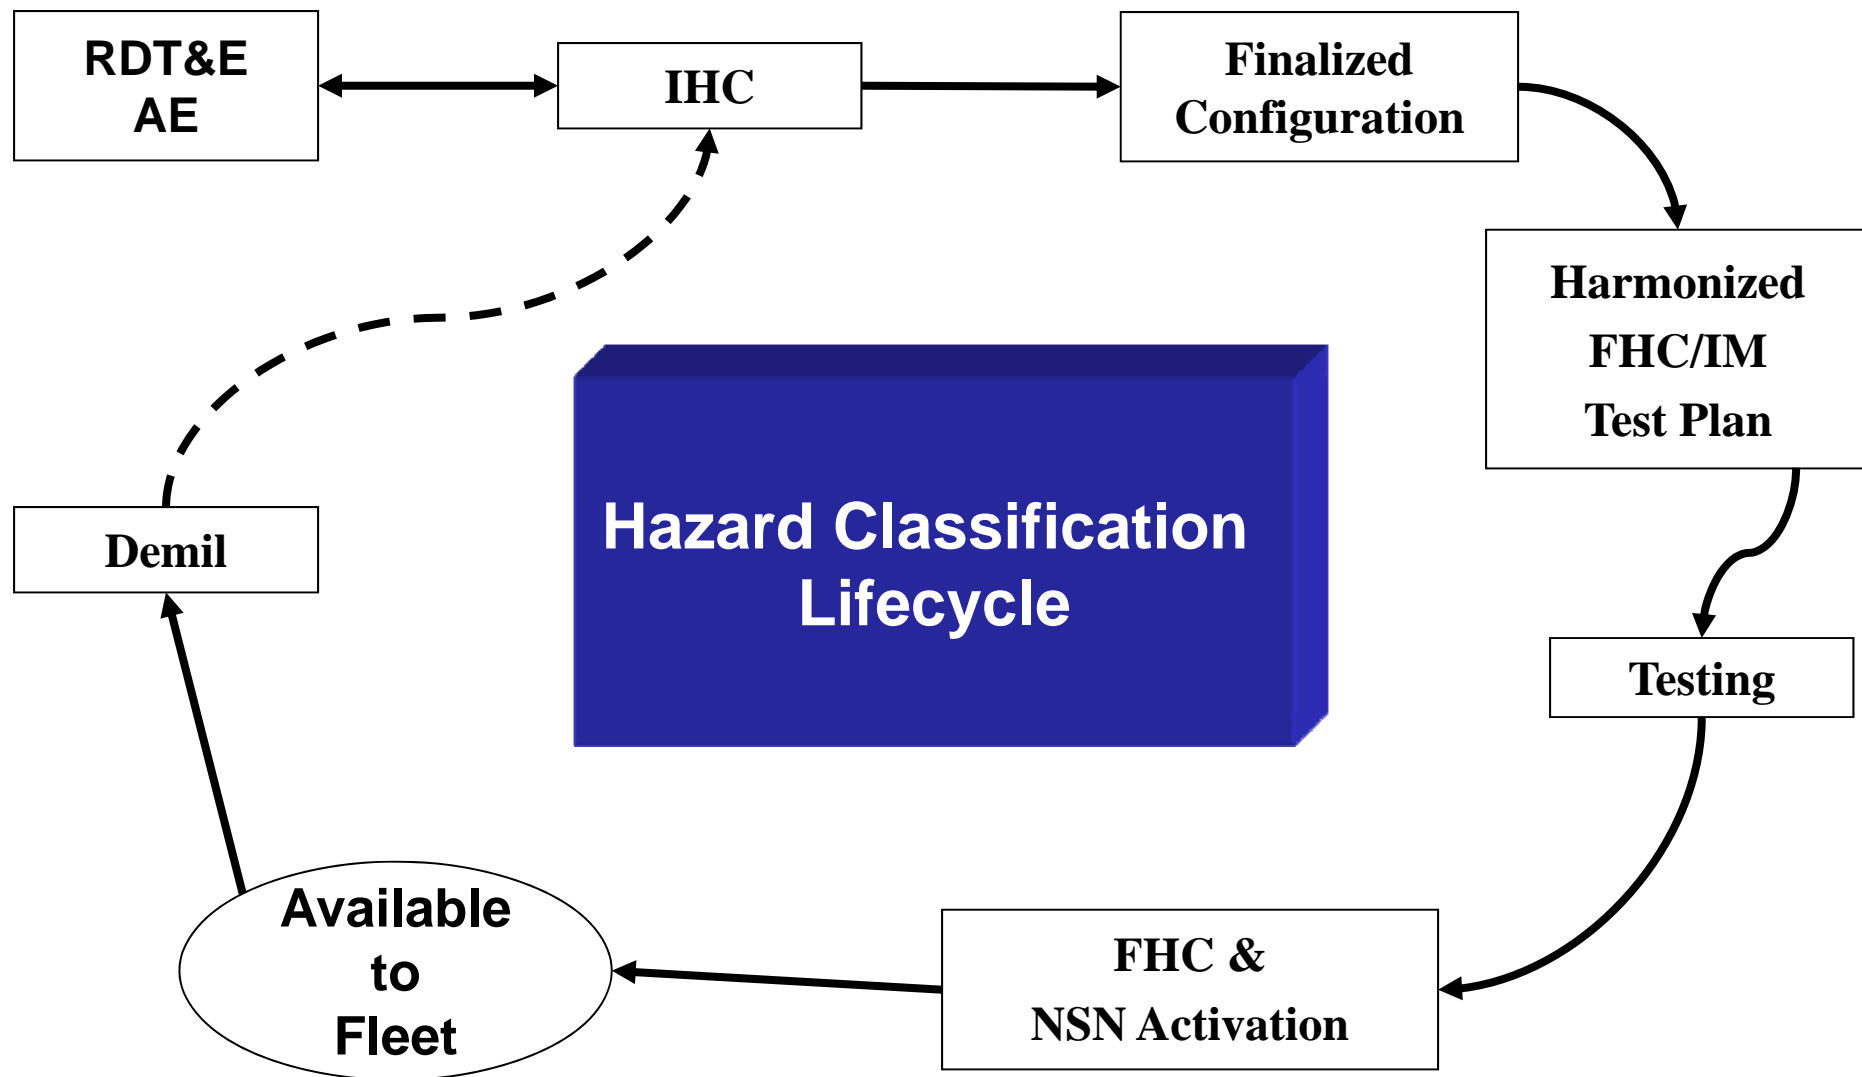 RDT&E
AE
IHC
Finalized
Configuration
Harmonized
FHC/IM
Test Plan
Hazard Classification
Lifecycle
Demil
Testing
Available
to
Fleet
FHC &
NSN Activation